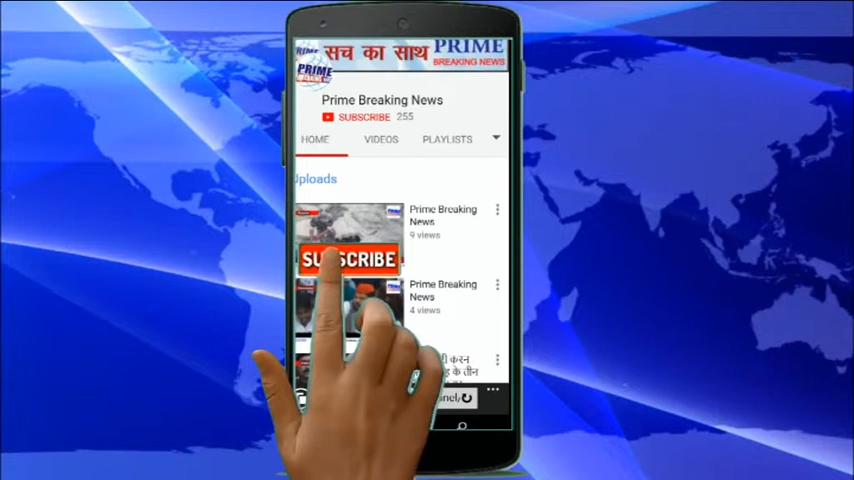 सच का साथ PRIME
BREAKING NEWS
PRIME
Prime Breaking News
SUBSCRIBE 255
HOME VIDEOS PLAYLISTS
Uploads
Prime Breaking
News
9 views
SUBSCRIBE
Prime Breaking
News
4 views
करन
के तीन